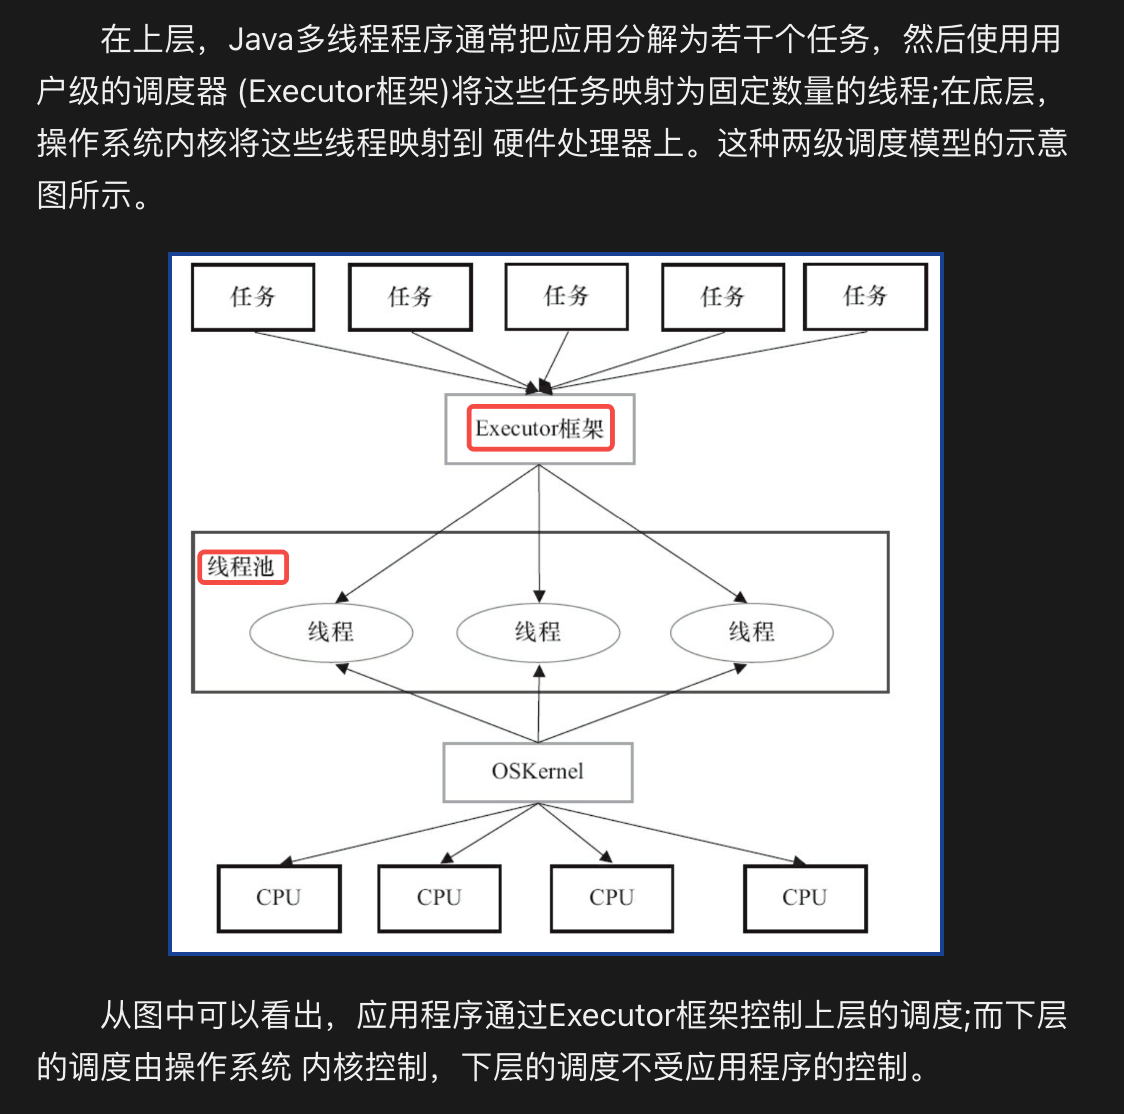 在上层，Java多线程程序通常把应用分解为若干个任务，然后使用用
户级的调度器 (Executor框架)将这些任务映射为固定数量的线程;在底层，
操作系统内核将这些线程映射到 硬件处理器上。这种两级调度模型的示意
图所示。
任务 任务 任务 任务 任务
Executor框架
线程池
线程 线程 线程
OSKernel
CPU CPU CPU CPU
从图中可以看出，应用程序通过Executor框架控制上层的调度;而下层
的调度由操作系统 内核控制，下层的调度不受应用程序的控制。